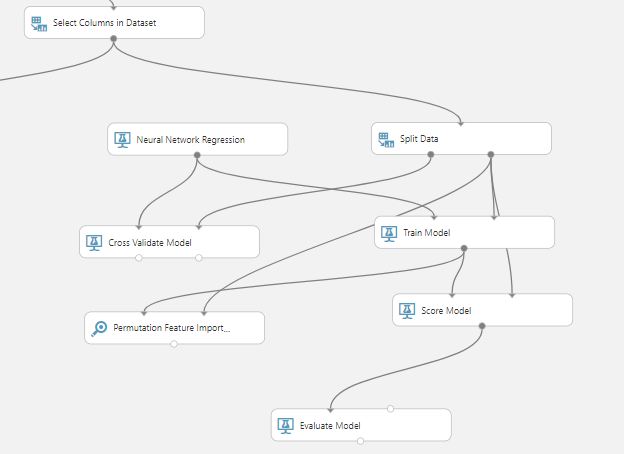 Select Columns in Dataset
Neural Network Regression
Split Data
Cross Validate Model
Train Model
Score Model
Permutation Feature Import...
Evaluate Model